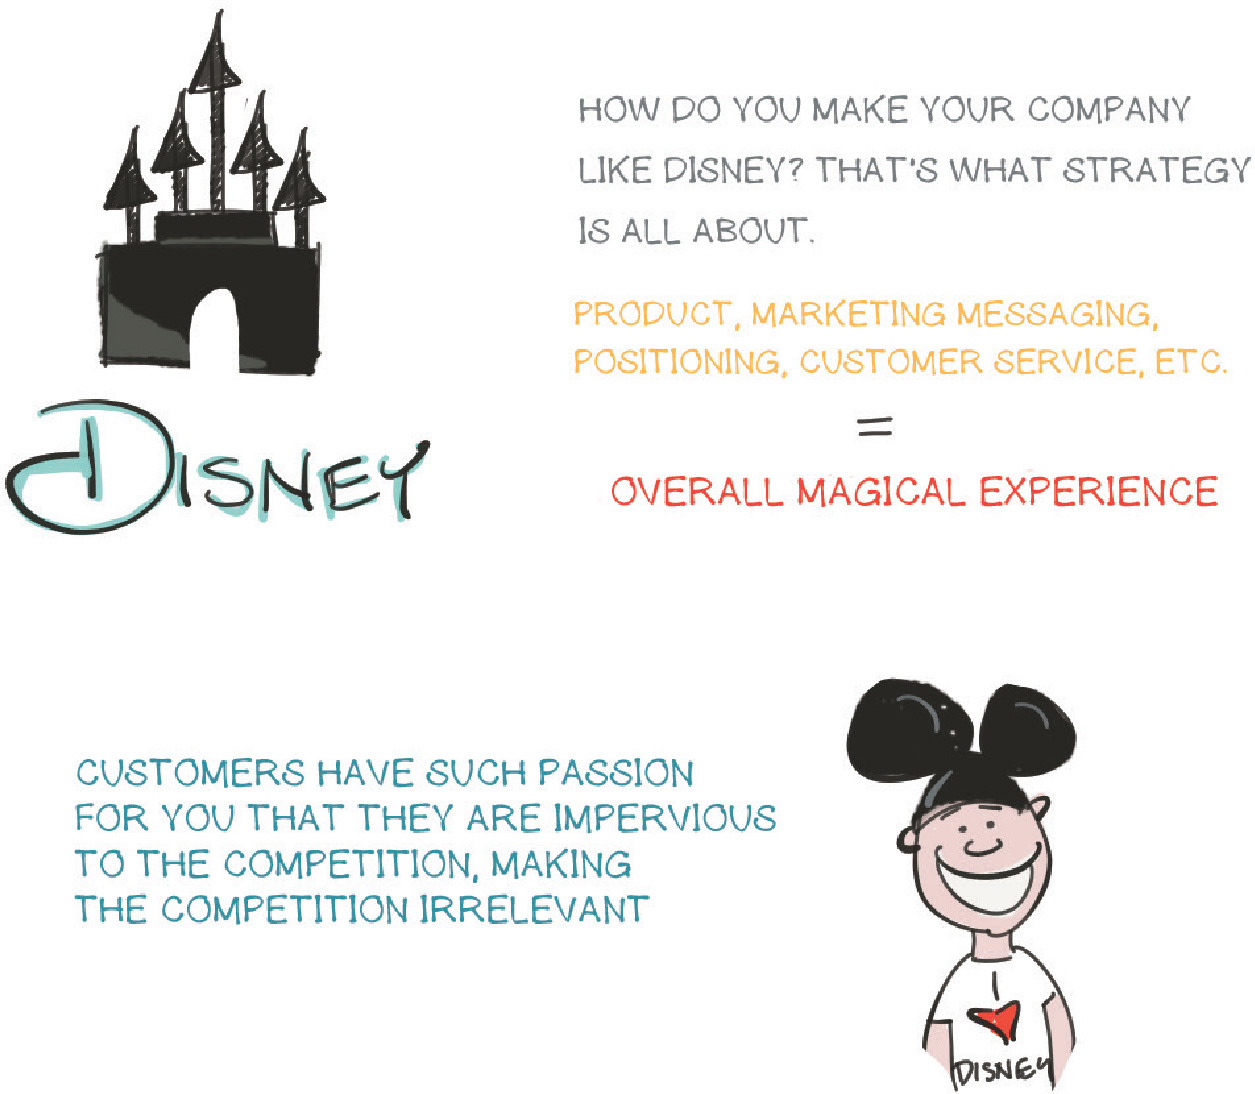 HOW DO YOU MAKE YOUR COMPANY
LIKE DISNEY? THAT'S WHAT STRATEGY
IS ALL ABOUT.
PRODUCT, MARKETING MESSAGING,
POSITIONING, CUSTOMER SERVICE, ETC.
=
OVERALL MAGICAL EXPERIENCE
DISNEY
CUSTOMERS HAVE SUCH PASSION
FOR YOU THAT THEY ARE IMPERVIOUS
TO THE COMPETITION, MAKING
THE COMPETITION IRRELEVANT
I
DISNEY